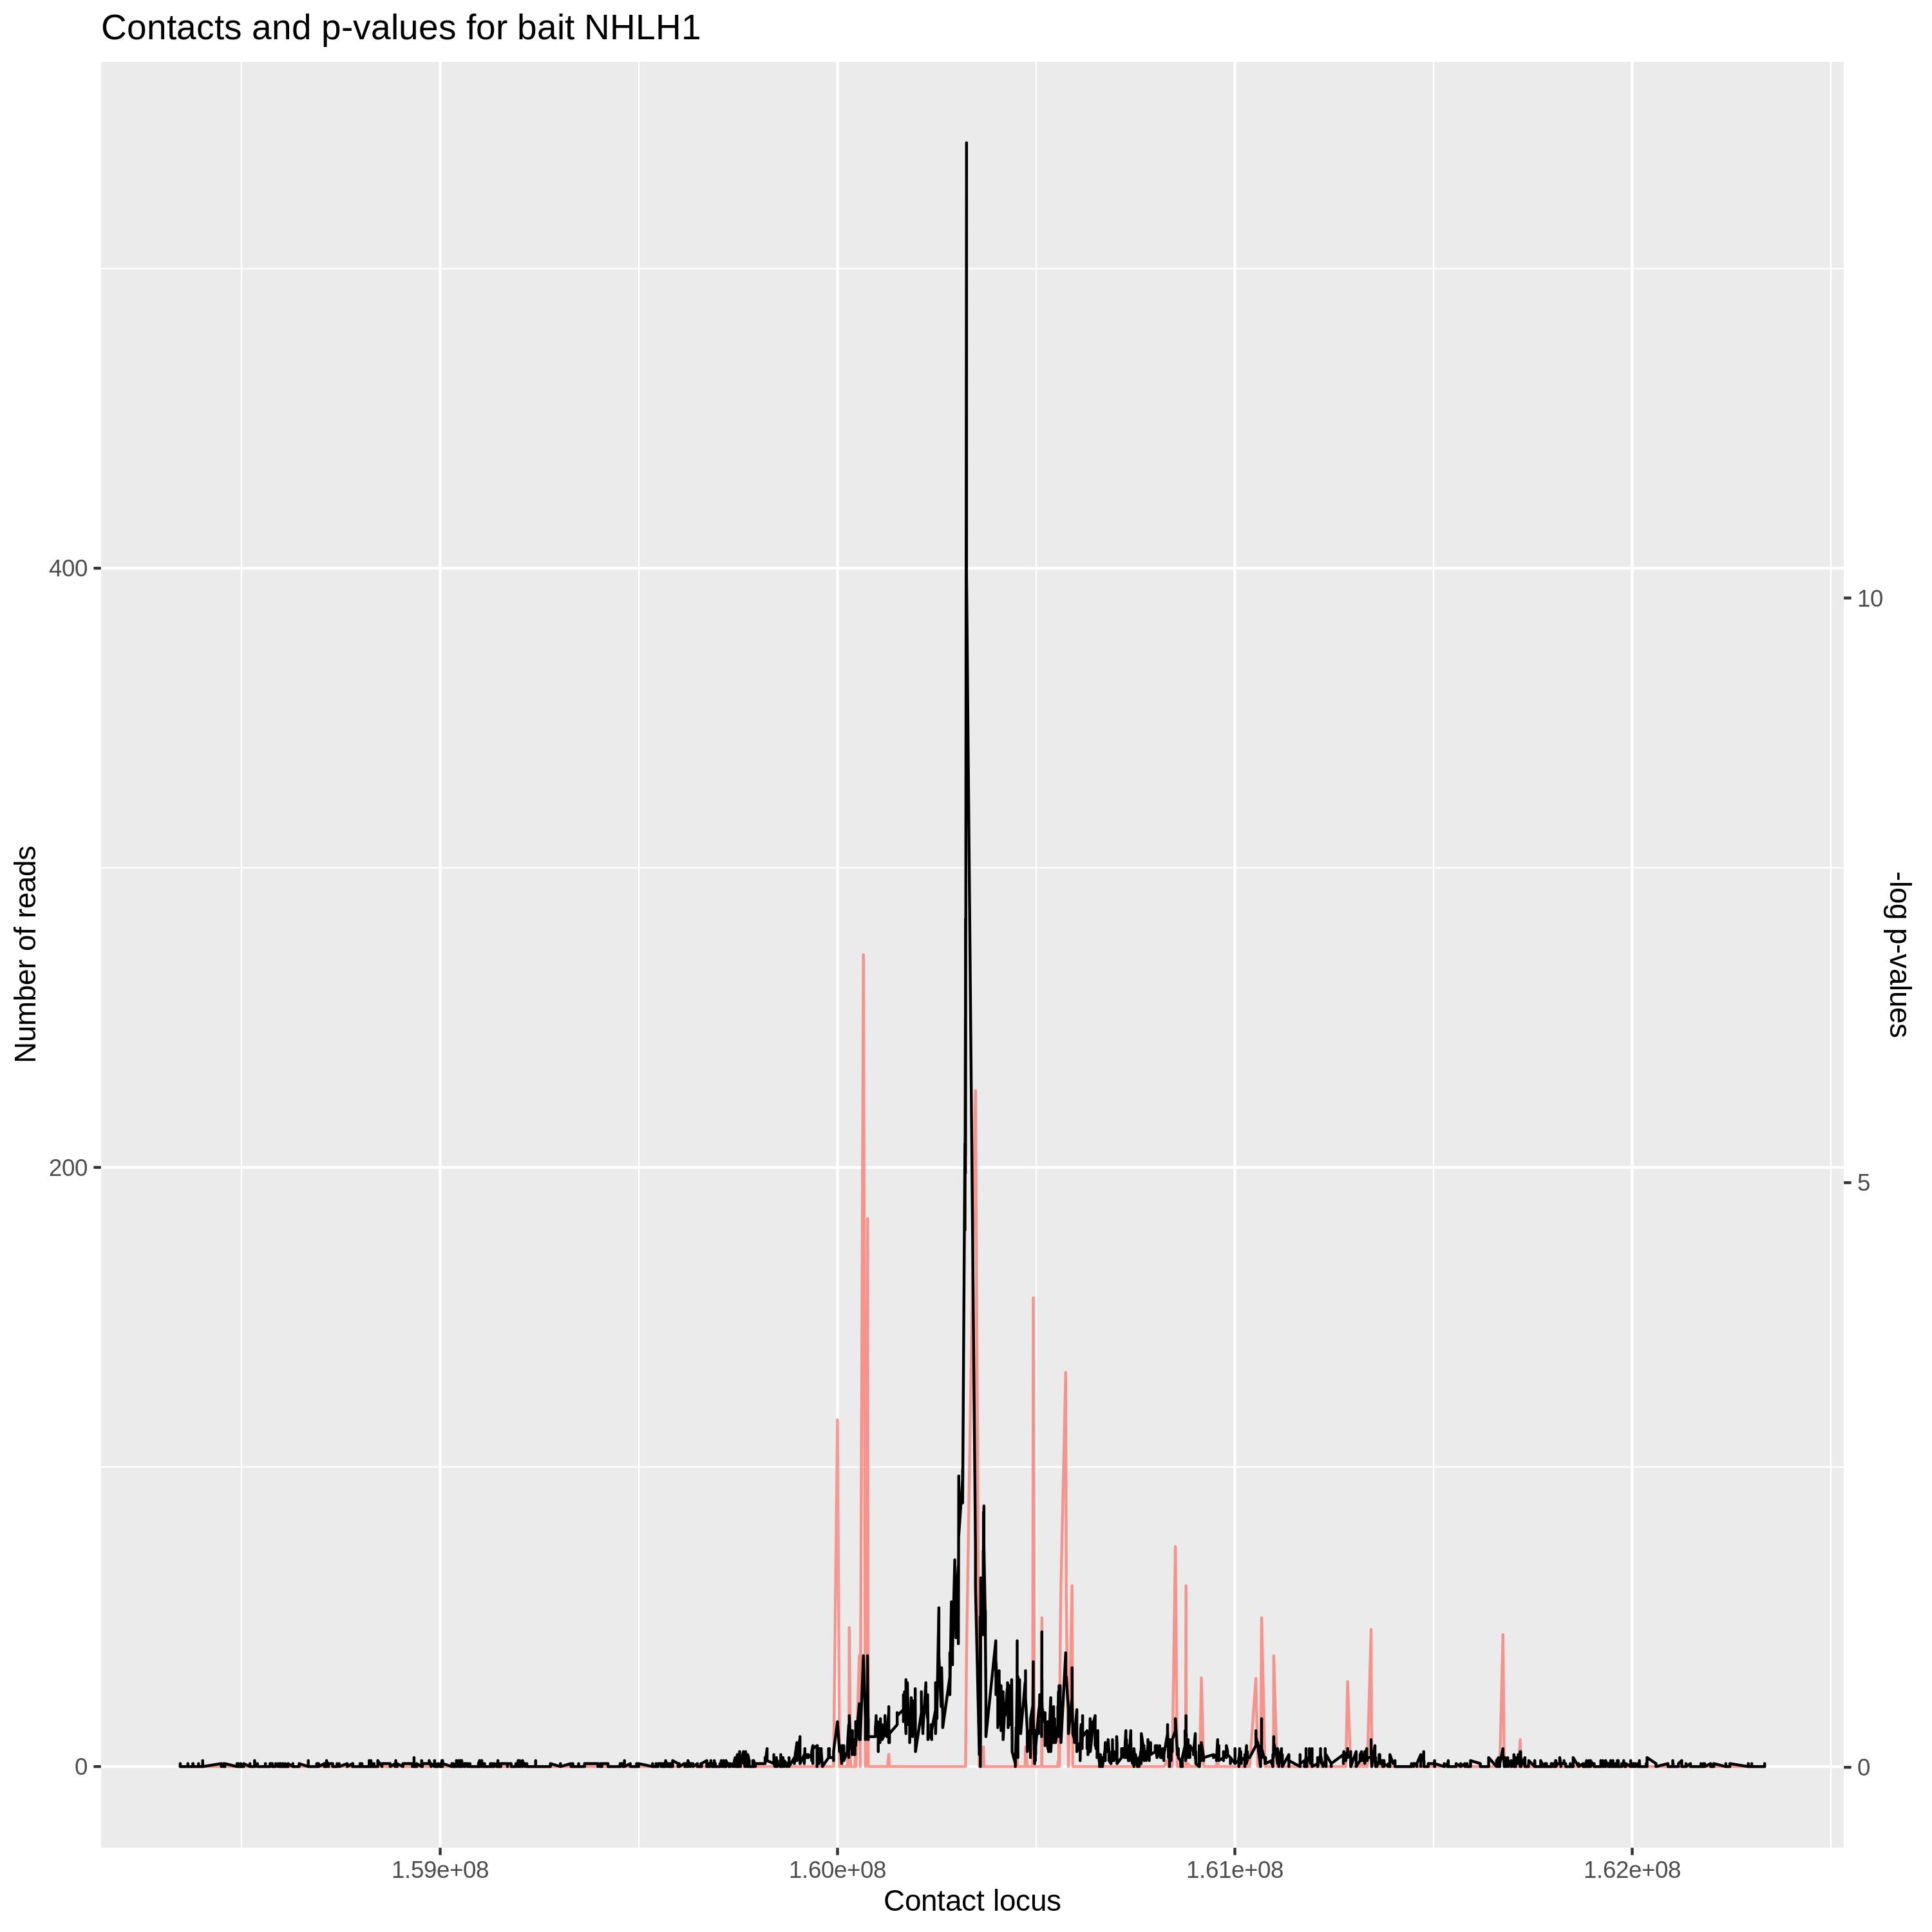 Contacts and p-values for bait NHLH1
Number of reads
400
200
0
10
5
0
-log p-values
1.59e+08
1.60e+08
1.61e+08
1.62e+08
Contact locus